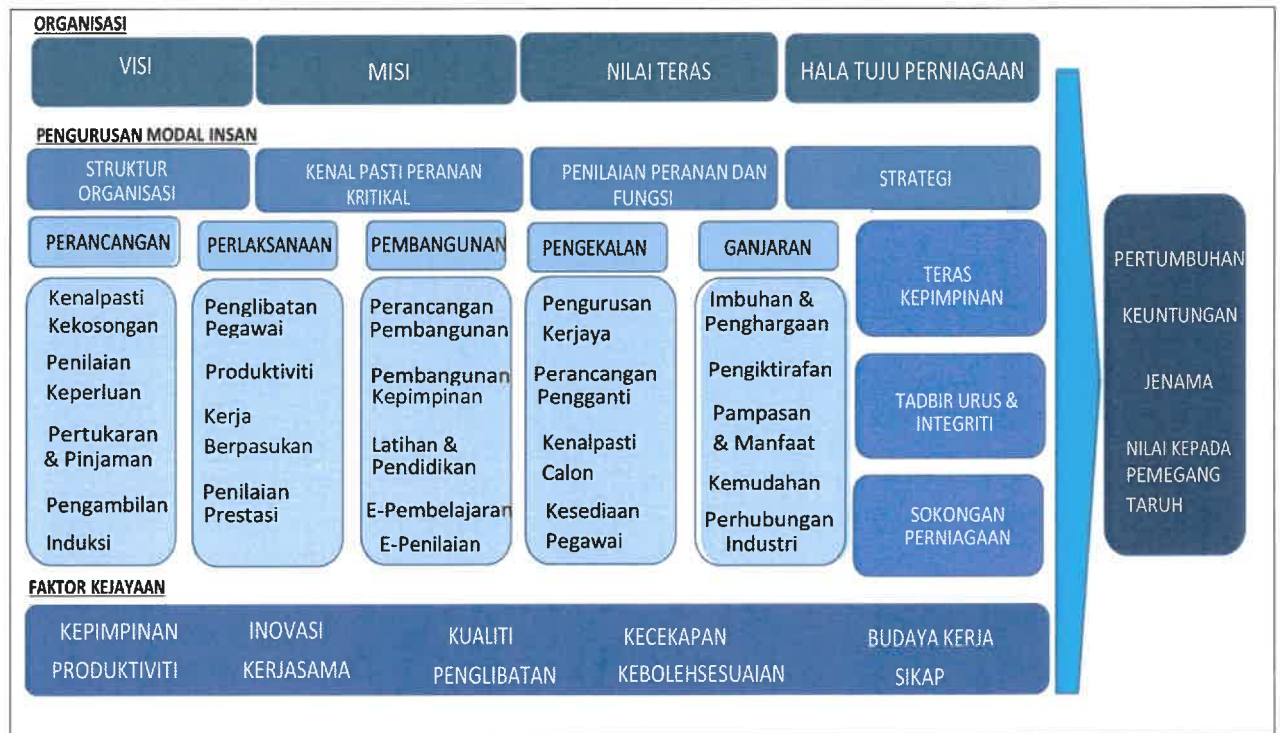 ORGANISASI
VISI
MISI
NILAI TERAS
HALA TUJU PERNIAGAAN
PENGURUSAN MODAL INSAN
STRUKTUR
ORGANISASI
KENAL PASTI PERANAN
KRITIKAL
PENILAIAN PERANAN DAN
FUNGSI
STRATEGI
PERANCANGAN
Kenalpasti
Kekosongan
Penilaian
Keperluan
Pertukaran
& Pinjaman
Pengambilan
Induksi
PERLAKSANAAN
Penglibatan
Pegawai
Produktiviti
Kerja
Berpasukan
Penilaian
Prestasi
PEMBANGUNAN
Perancangan
Pembangunan
Pembangunan
Kepimpinan
Latihan &
Pendidikan
E-Pembelajaran
E-Penilaian
PENGEKALAN
Pengurusan
Kerjaya
Perancangan
Pengganti
Kenalpasti
Calon
Kesediaan
Pegawai
GANJARAN
Imbuhan &
Penghargaan
Pengiktirafan
Pampasan
& Manfaat
Kemudahan
Perhubungan
Industri
TERAS
KEPIMPINAN
TADBIR URUS &
INTEGRITI
SOKONGAN
PERNIAGAAN
FAKTOR KEJAYAAN
KEPIMPINAN
INOVASI
KUALITI
KECEKAPAN
BUDAYA KERJA
PRODUKTIVITI
KERJASAMA
PENGLIBATAN
KEBOLEHSESUAIAN
SIKAP
PERTUMBUHAN
KEUNTUNGAN
JENAMA
NILAI KEPADA
PEMEGANG
TARUH